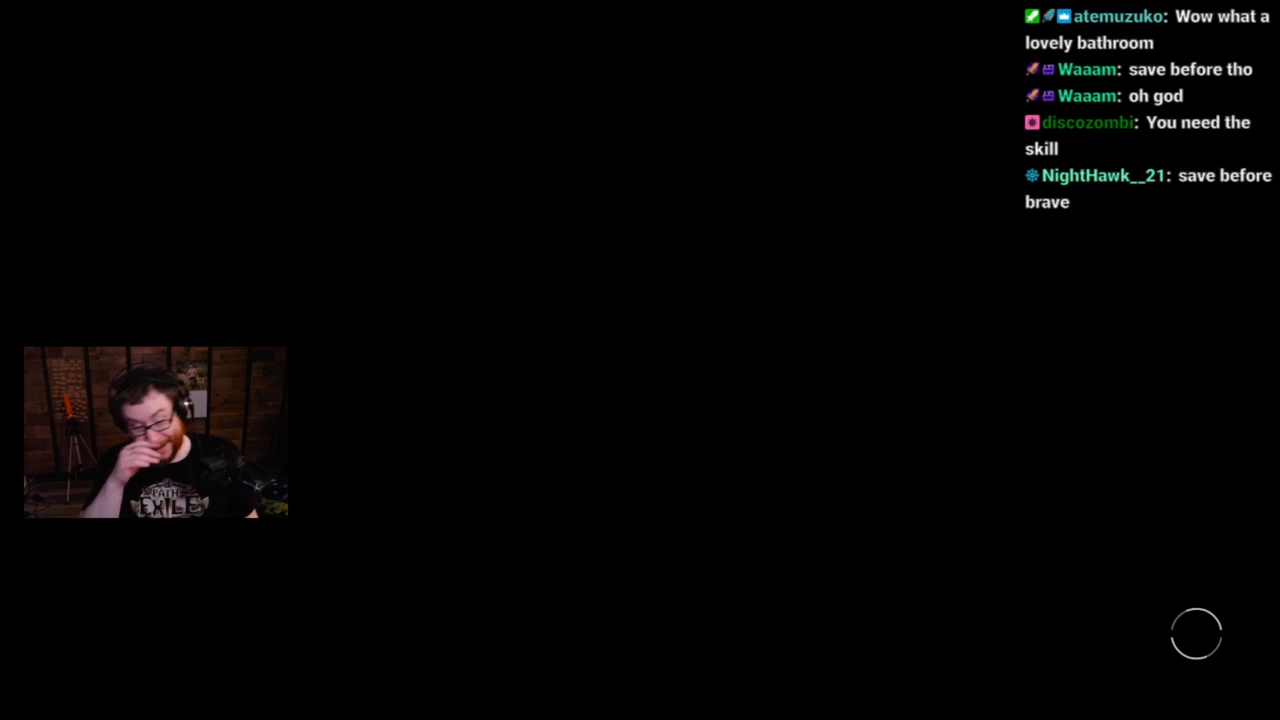 atemuzuko: Wow what a
lovely bathroom
Waaam: save before tho
Waaam: oh god
discozombi: You need the
skill
NightHawk__21: save before
brave
PATH
EXILE